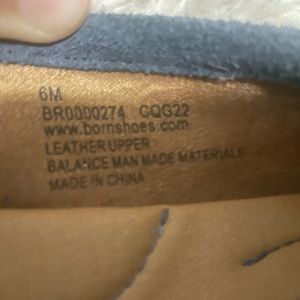 6M
BR0000274 CQG22
www.bornshoes.com
LEATHER UPPER
BALANCE MAN MADE MATERIALS
MADE IN CHINA